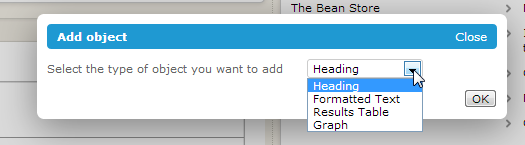 The Bean Store
Add object
Close
Select the type of object you want to add
Heading
Heading
Formatted Text
Results Table
Graph
OK